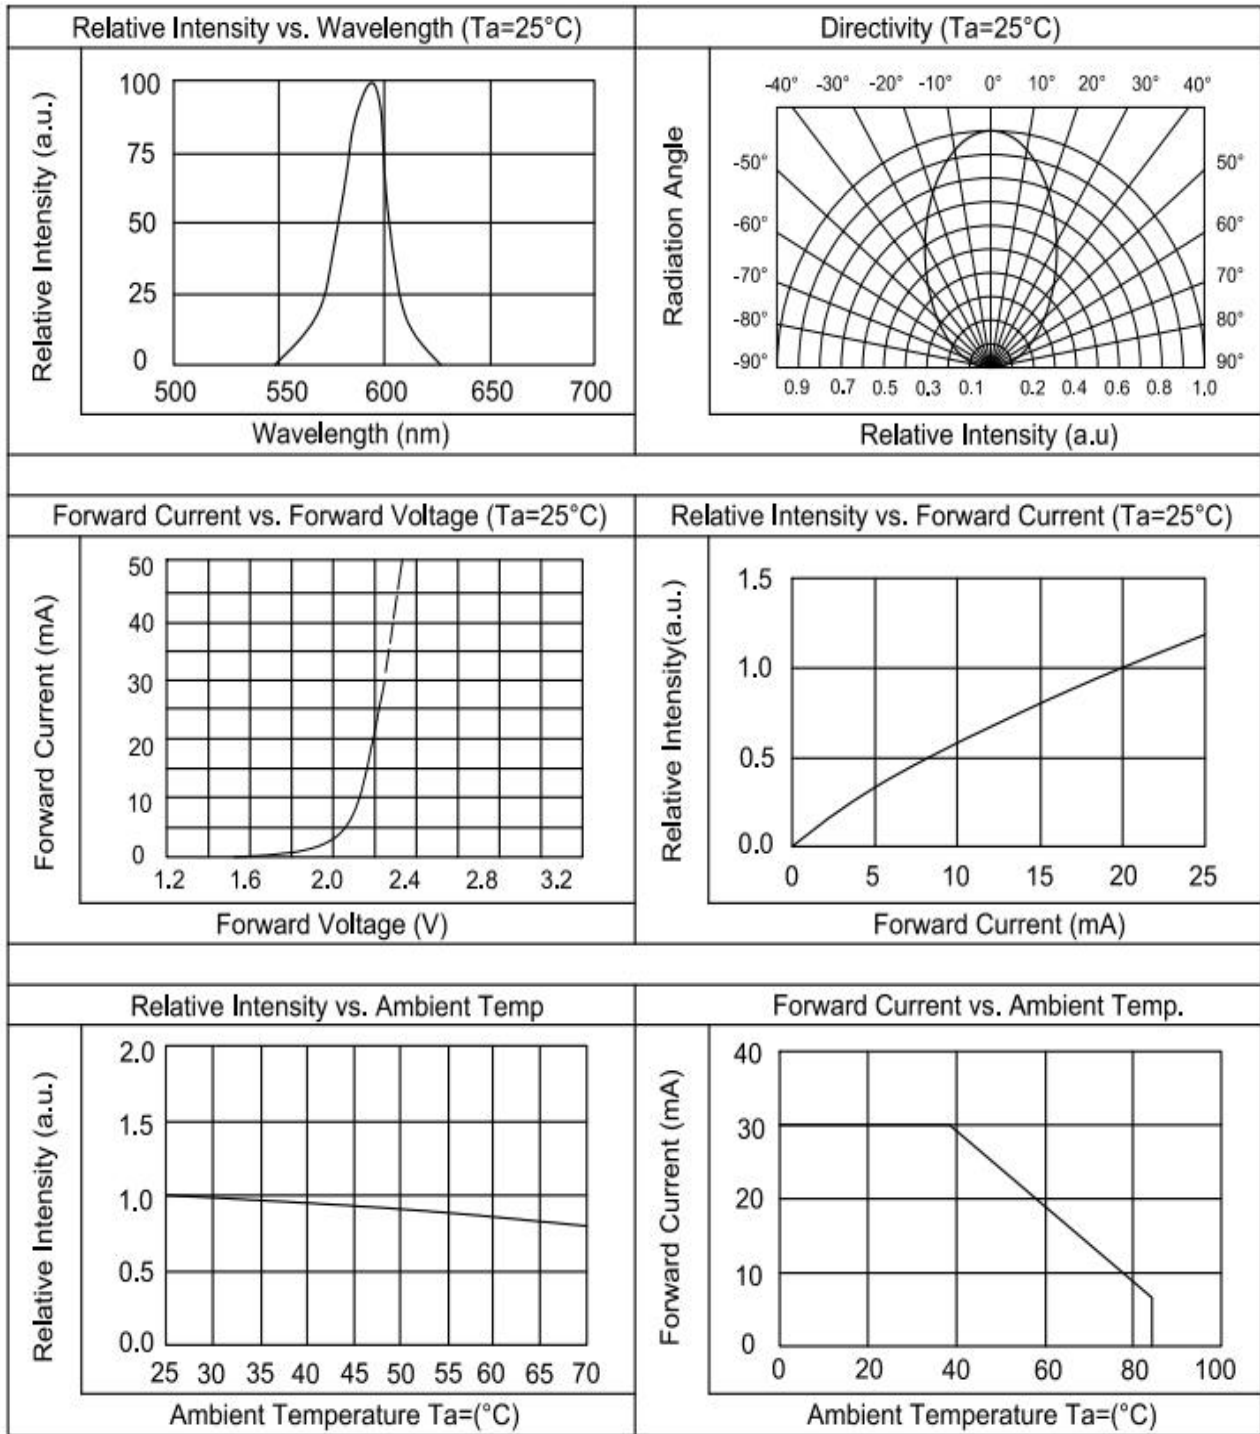 Relative Intensity vs. Wavelength (Ta=25°C)
Relative Intensity (a.u.)
100
75
50
25
0
500 550 600 650 700
Wavelength (nm)
Directivity (Ta=25°C)
Radiation Angle
-40° -30° -20° -10° 0° 10° 20° 30° 40°
-50° 50°
-60° 60°
-70° 70°
-80° 80°
-90° 90°
0.9 0.7 0.5 0.3 0.1 0.2 0.4 0.6 0.8 1.0
Relative Intensity (a.u)
Forward Current vs. Forward Voltage (Ta=25°C)
Forward Current (mA)
50
40
30
20
10
0
1.2 1.6 2.0 2.4 2.8 3.2
Forward Voltage (V)
Relative Intensity vs. Forward Current (Ta=25°C)
Relative Intensity(a.u.)
1.5
1.0
0.5
0.0
0 5 10 15 20 25
Forward Current (mA)
Relative Intensity vs. Ambient Temp
Relative Intensity (a.u.)
2.0
1.5
1.0
0.5
0.0
25 30 35 40 45 50 55 60 65 70
Ambient Temperature Ta=(°C)
Forward Current vs. Ambient Temp.
Forward Current (mA)
40
30
20
10
0
0 20 40 60 80 100
Ambient Temperature Ta=(°C)